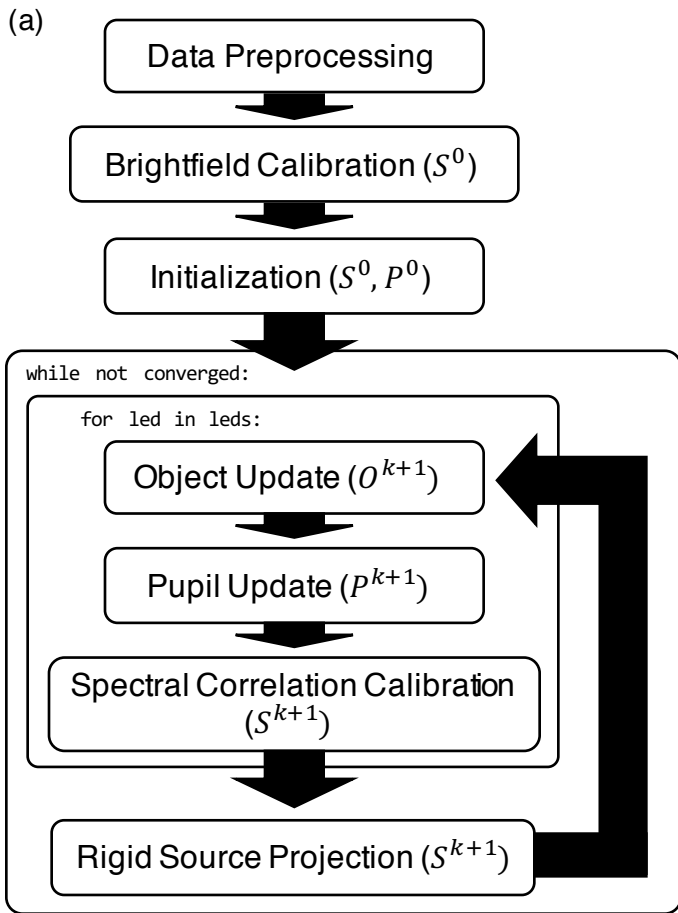 (a)
Data Preprocessing
Brightfield Calibration (𝑆⁰)
Initialization (𝑆⁰, 𝑃⁰)
while not converged:
for led in leds:
Object Update (𝑂ᵏ⁺¹)
Pupil Update (𝑃ᵏ⁺¹)
Spectral Correlation Calibration
(𝑆ᵏ⁺¹)
Rigid Source Projection (𝑆ᵏ⁺¹)